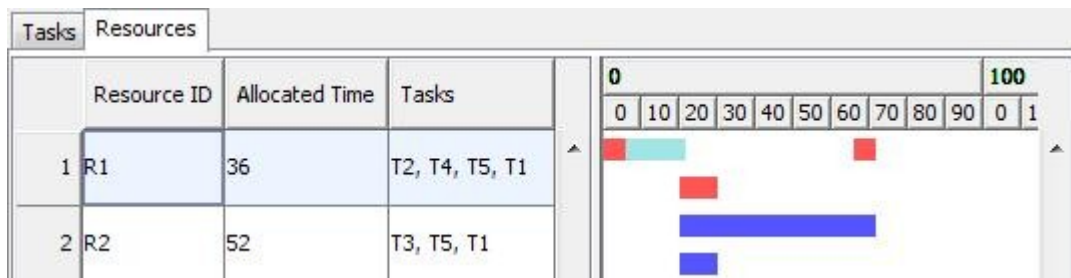 Tasks Resources
Resource ID Allocated Time Tasks
0 100
0 10 20 30 40 50 60 70 80 90 0 1
1 R1 36 T2, T4, T5, T1
2 R2 52 T3, T5, T1